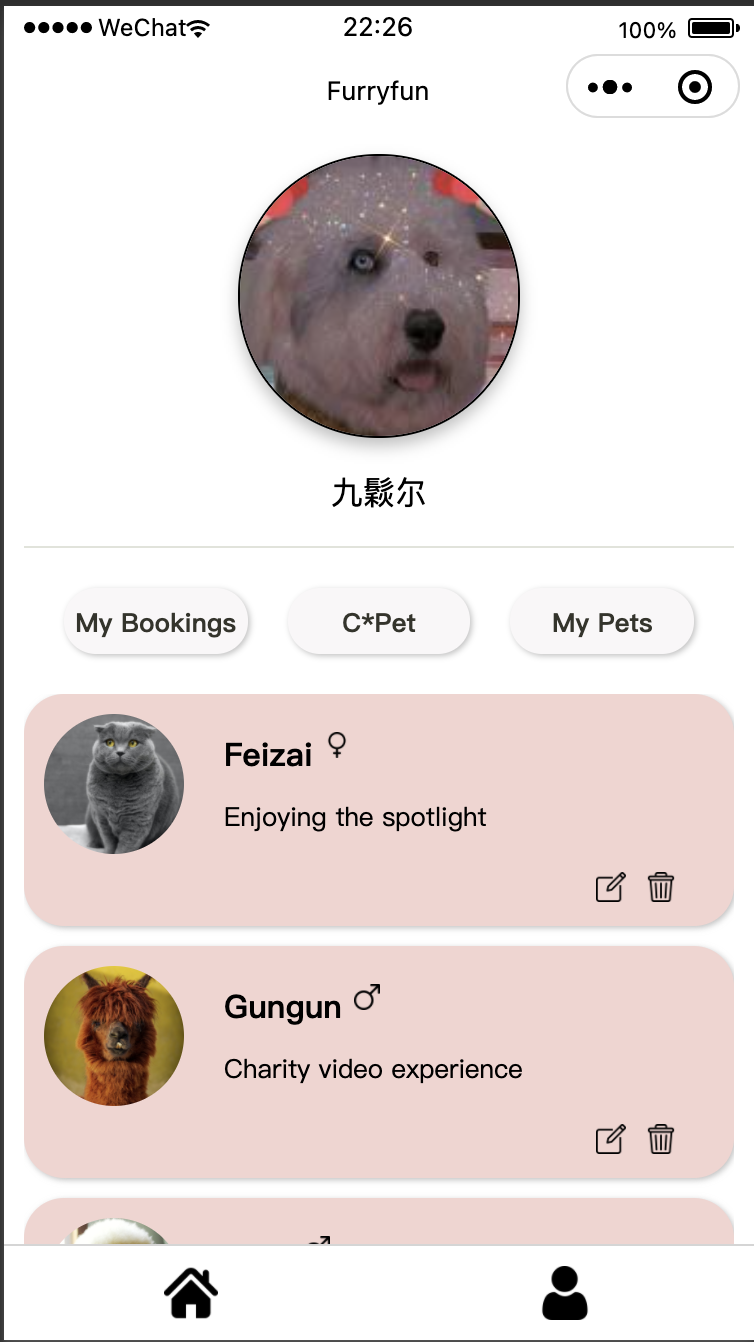 WeChat 22:26 100%
Furryfun
九鬏尔
My Bookings C*Pet My Pets
Feizai
Enjoying the spotlight
Gungun
Charity video experience